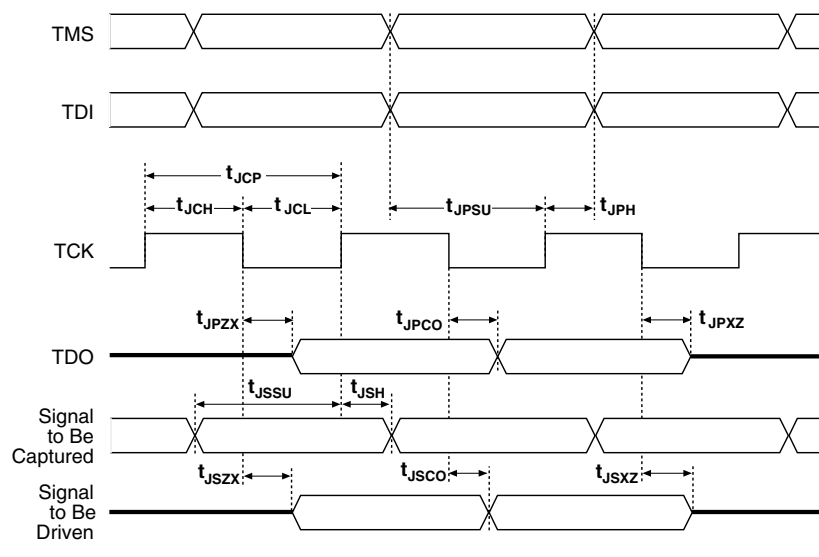 TMS
TDI
tJCP
tJCH
tJCL
tJPSU
tJPH
TCK
tJPZX
tJPCO
tJPXZ
TDO
tJSSU
tJSH
Signal
to Be
Captured
tJSZX
tJSCO
tJSXZ
Signal
to Be
Driven